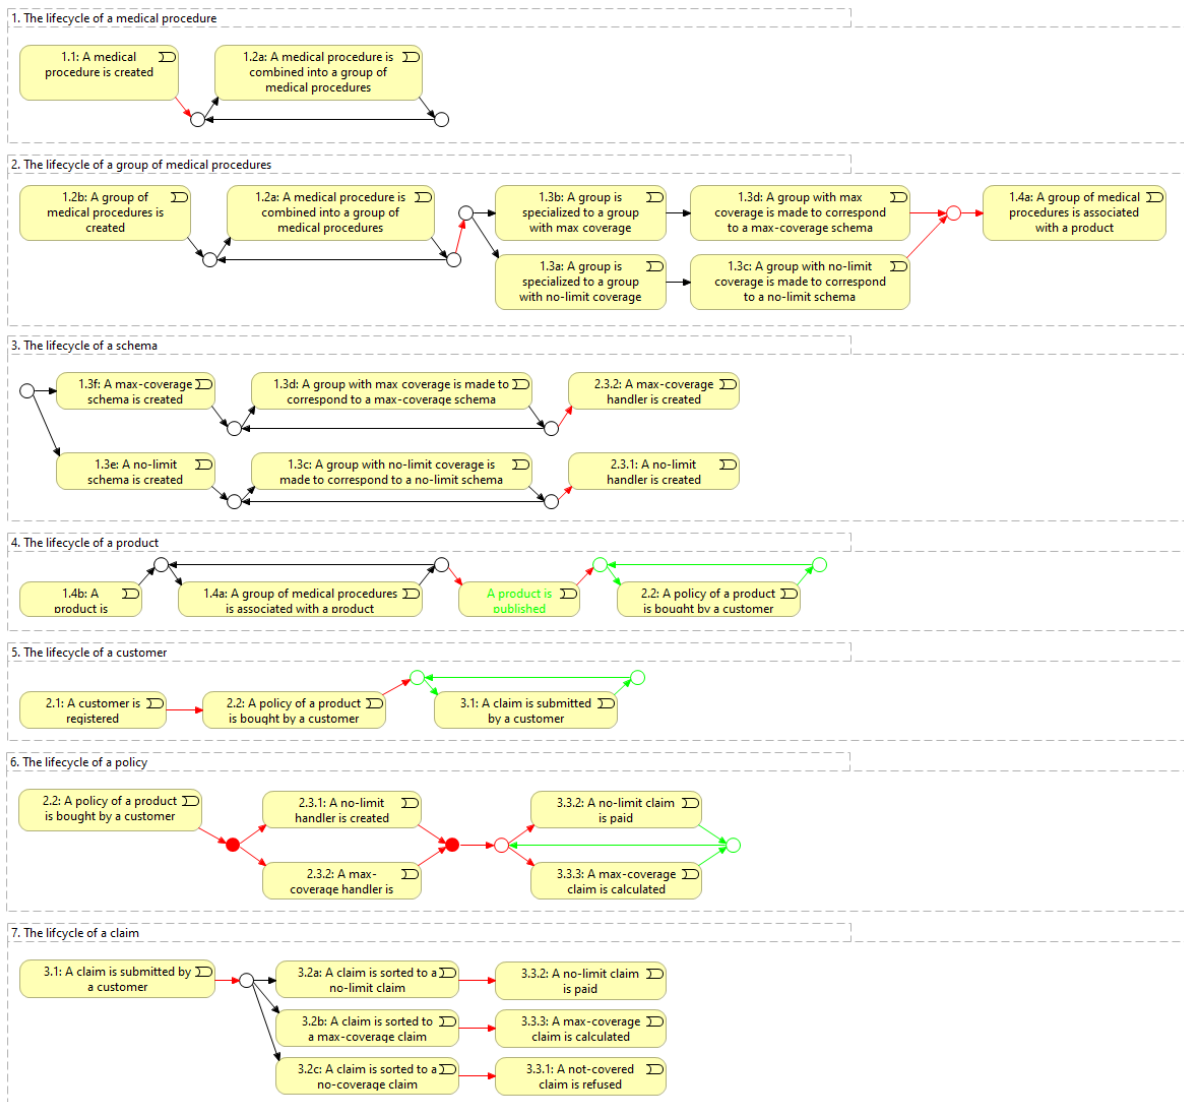 1. The lifecycle of a medical procedure
1.1: A medical
procedure is created
1.2a: A medical procedure is
combined into a group of
medical procedures
2. The lifecycle of a group of medical procedures
1.2b: A group of
medical procedures is
created
1.2a: A medical procedure is
combined into a group of
medical procedures
1.3b: A group is
specialized to a group
with max coverage
1.3d: A group with max
coverage is made to correspond
to a max-coverage schema
1.4a: A group of medical
procedures is associated
with a product
1.3a: A group is
specialized to a group
with no-limit coverage
1.3c: A group with no-limit
coverage is made to correspond
to a no-limit schema
3. The lifecycle of a schema
1.3f: A max-coverage
schema is created
1.3d: A group with max coverage is made to
correspond to a max-coverage schema
2.3.2: A max-coverage
handler is created
1.3e: A no-limit
schema is created
1.3c: A group with no-limit coverage is
made to correspond to a no-limit schema
2.3.1: A no-limit
handler is created
4. The lifecycle of a product
1.4b: A
product is
1.4a: A group of medical procedures
is associated with a product
A product is
published
2.2: A policy of a product
is bought by a customer
5. The lifecycle of a customer
2.1: A customer is
registered
2.2: A policy of a product
is bought by a customer
3.1: A claim is submitted
by a customer
6. The lifecycle of a policy
2.2: A policy of a product
is bought by a customer
2.3.1: A no-limit
handler is created
3.3.2: A no-limit claim
is paid
2.3.2: A max-
coverage handler is
3.3.3: A max-coverage
claim is calculated
7. The lifcycle of a claim
3.1: A claim is submitted by
a customer
3.2a: A claim is sorted to a
no-limit claim
3.3.2: A no-limit claim
is paid
3.2b: A claim is sorted to
a max-coverage claim
3.3.3: A max-coverage
claim is calculated
3.2c: A claim is sorted to a
no-coverage claim
3.3.1: A not-covered
claim is refused